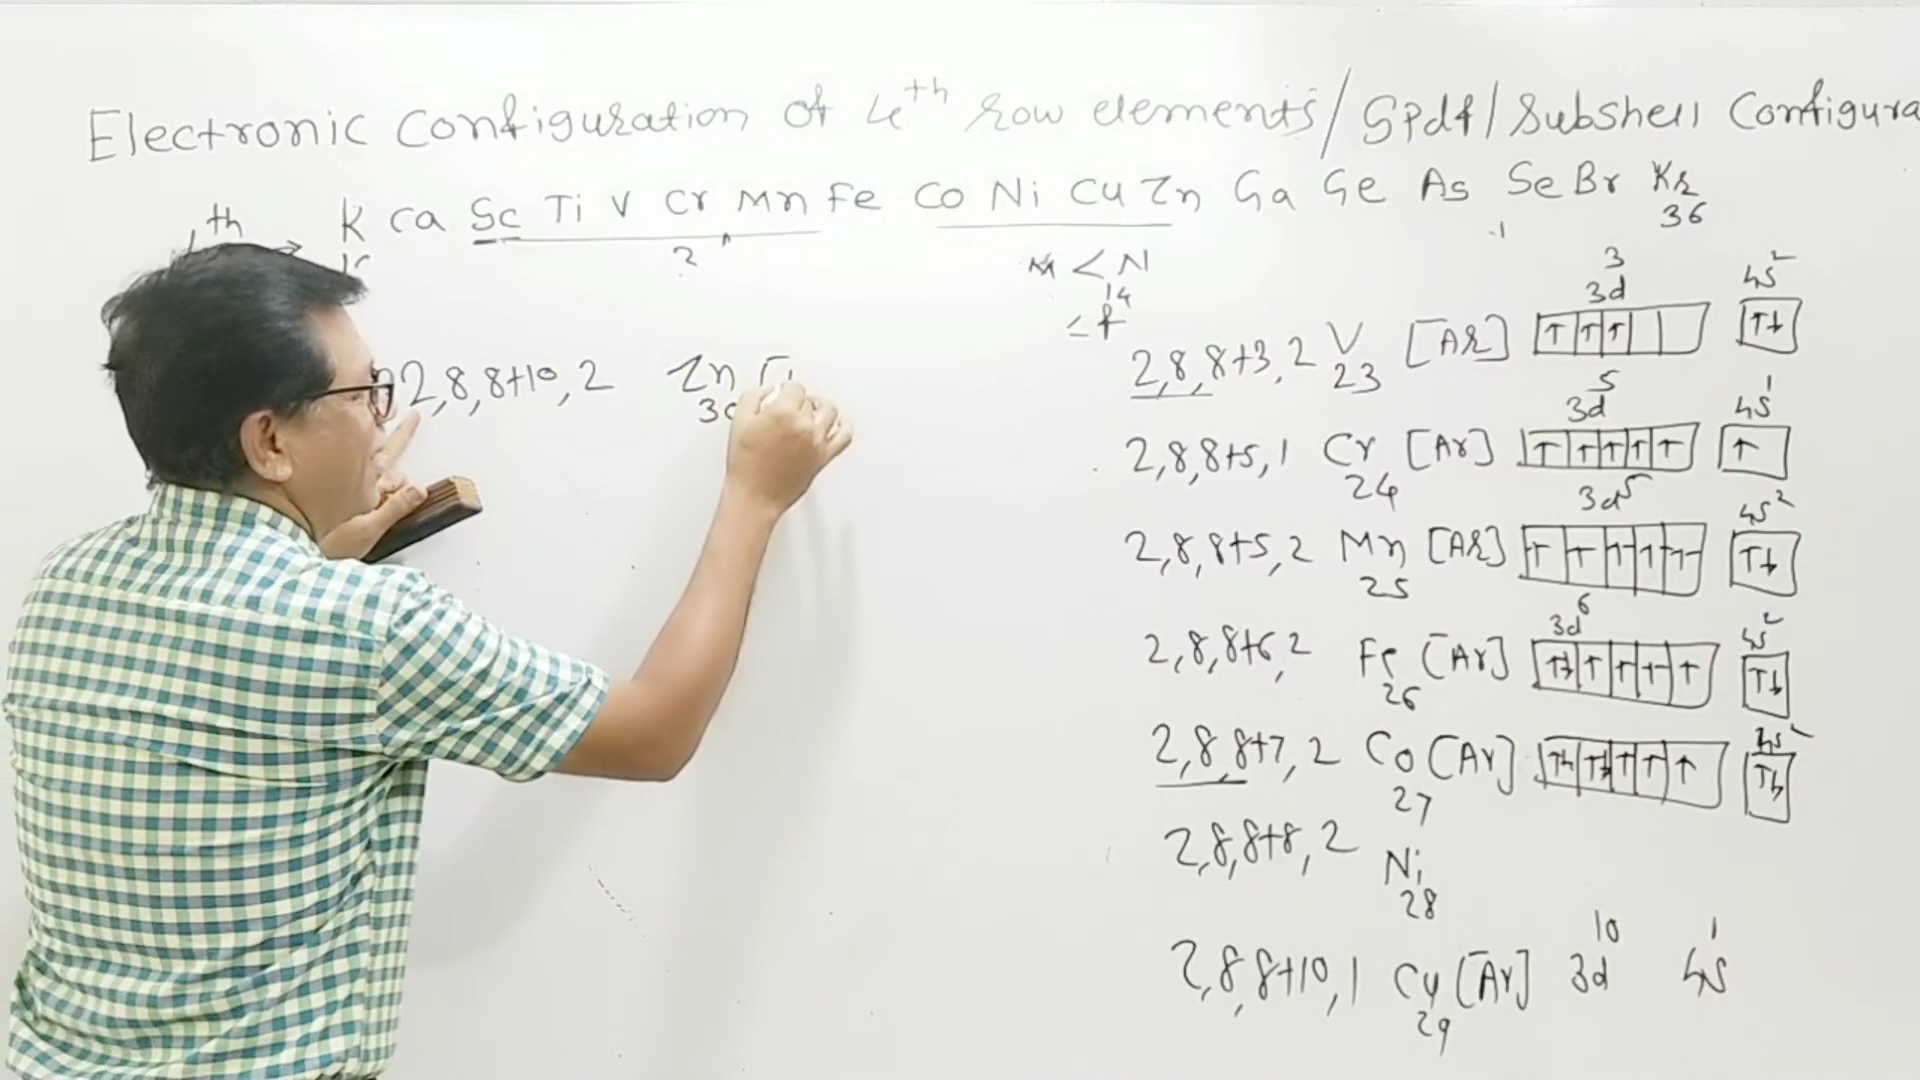 Electronic Configuration of 4th row elements/ Spdf/ Subshell Configura
th → K Ca Sc Ti V Cr Mn Fe Co Ni Cu Zn Ga Ge As Se Br Kr
36
M < N
≤ f14
2,8,8+10,2 Zn [
30
3d3 4s2
2,8,8+3,2 V [Ar] ↑ ↑ ↑ ↑↓
23
3d5 4s1
2,8,8+5,1 Cr [Ar] ↑ ↑ ↑ ↑ ↑ ↑
24
3d5 4s2
2,8,8+5,2 Mn [Ar] ↑ ↑ ↑ ↑ ↑ ↑↓
25
3d6 4s2
2,8,8+6,2 Fe [Ar] ↑↓ ↑ ↑ ↑ ↑ ↑↓
26
4s2
2,8,8+7,2 Co [Ar] ↑↓ ↑↓ ↑ ↑ ↑ ↑↓
27
2,8,8+8,2 Ni
28
2,8,8+10,1 Cu [Ar] 3d10 4s1
29